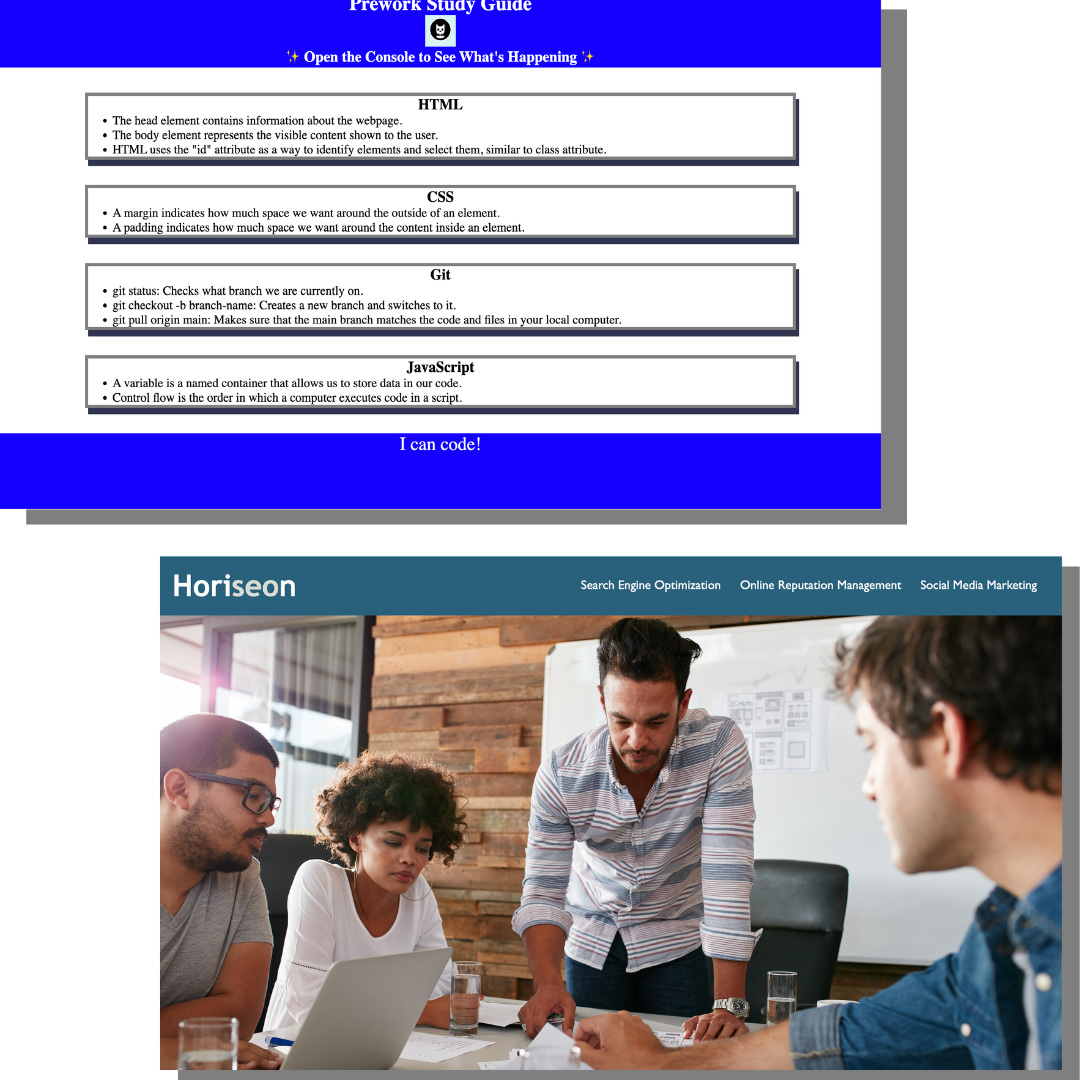 Prework Study Guide
✨ Open the Console to See What's Happening ✨
HTML
• The head element contains information about the webpage.
• The body element represents the visible content shown to the user.
• HTML uses the "id" attribute as a way to identify elements and select them, similar to class attribute.
CSS
• A margin indicates how much space we want around the outside of an element.
• A padding indicates how much space we want around the content inside an element.
Git
• git status: Checks what branch we are currently on.
• git checkout -b branch-name: Creates a new branch and switches to it.
• git pull origin main: Makes sure that the main branch matches the code and files in your local computer.
JavaScript
• A variable is a named container that allows us to store data in our code.
• Control flow is the order in which a computer executes code in a script.
I can code!
Horiseon
Search Engine Optimization Online Reputation Management Social Media Marketing